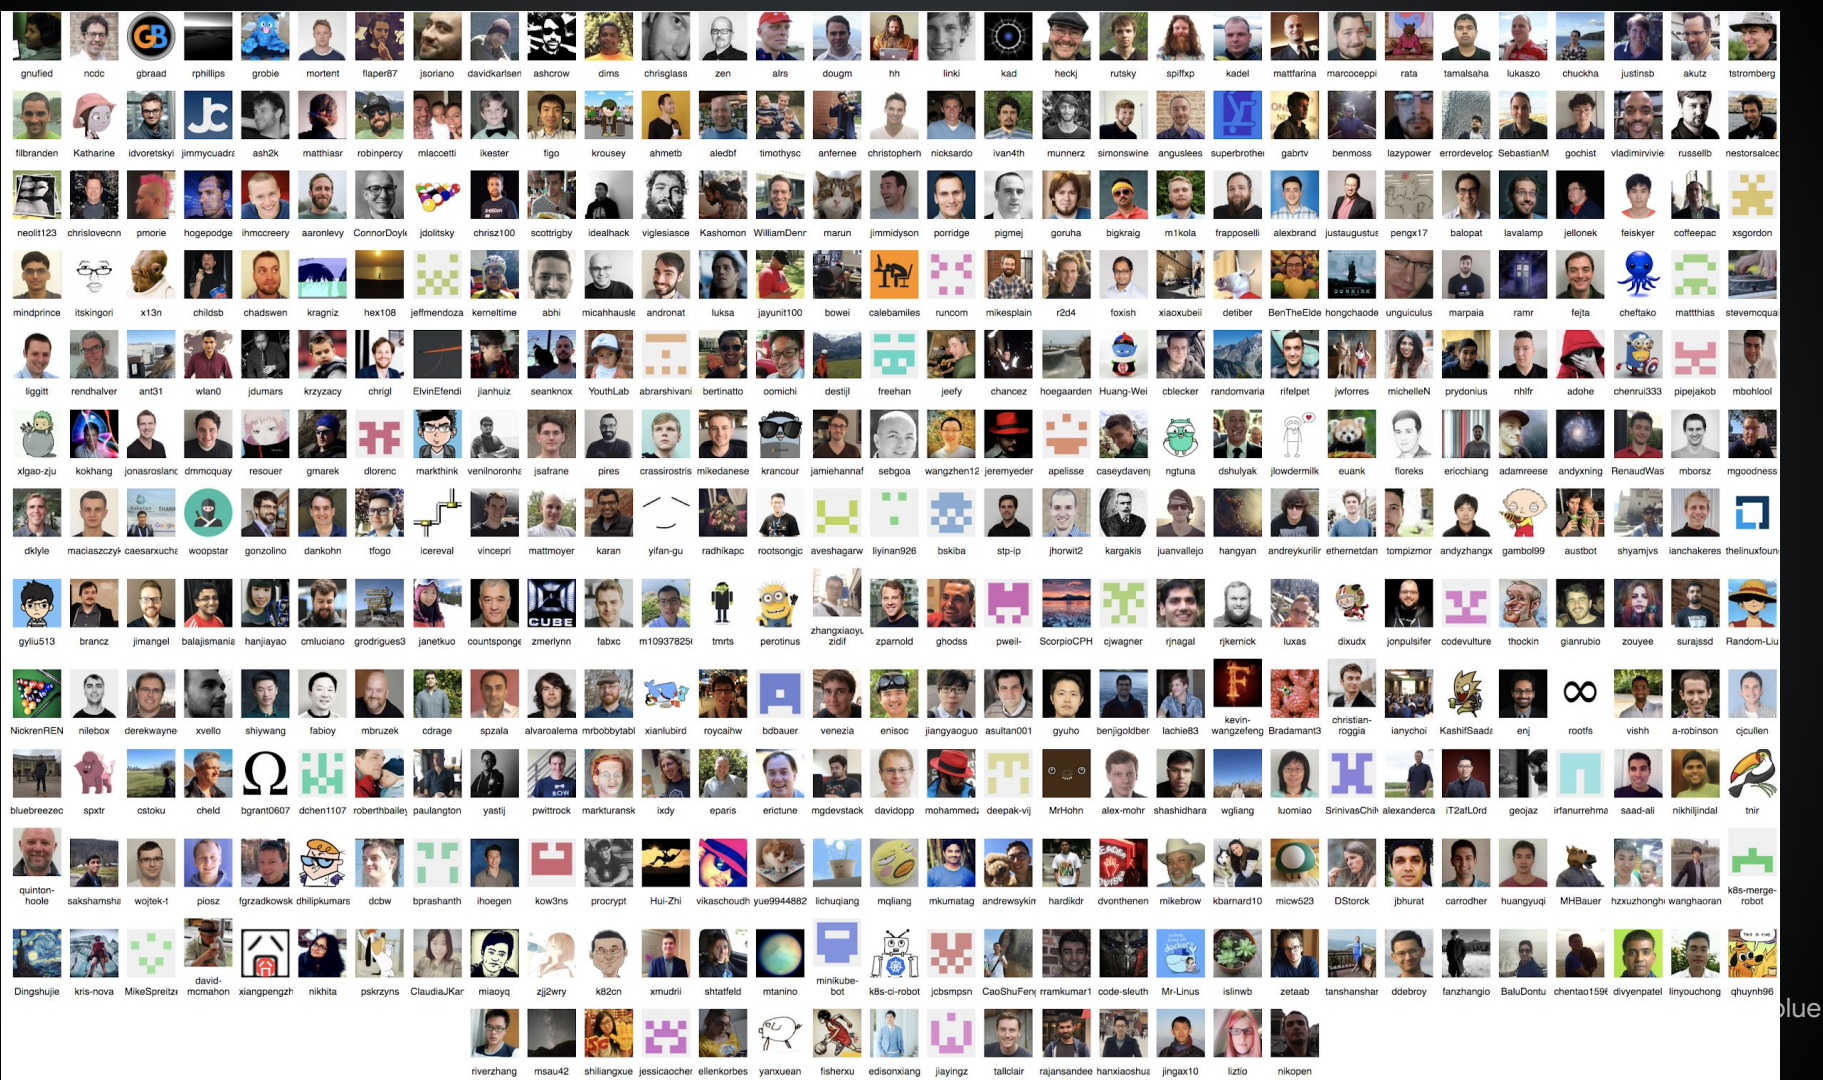 gnufied ncdc gbraad rphillips grobie mortent flaper87 jsoriano davidkarlsen ashcrow dims chrisglass zen alrs dougm hh linki kad heckj rutsky spiffxp kadel mattfarina marcoceppi rata tamalsaha lukaszo chuckha justinsb akutz tstromberg
filbranden Katharine idvoretskyi jimmycuadra ash2k matthiasr robinpercy mlaccetti ikester figo krousey ahmetb aledbf timothysc anfernee christopherh nicksardo ivan4th munnerz simonswine anguslees superbrother gabrtv benmoss lazypower errordevelop SebastianM gochist vladimirvivie russellb nestorsalced
neolit123 chrislovecnn pmorie hogepodge ihmccreery aaronlevy ConnorDoyle jdolitsky chrisz100 scottrigby idealhack viglesiasce Kashomon WilliamDenn marun jimmidyson porridge pigmej goruha bigkraig m1kola frapposelli alexbrand justaugustus pengx17 balopat lavalamp jellonek feiskyer coffeepac xsgordon
mindprince itskingori x13n childsb chadswen kragniz hex108 jeffmendoza kerneltime abhi micahhausle andronat luksa jayunit100 bowei calebamiles runcom mikesplain r2d4 foxish xiaoxubeii detiber BenTheElde hongchaode unguiculus marpaia ramr fejta cheftako mattthias stevemcqua
liggitt rendhalver ant31 wlan0 jdumars krzyzacy chrigl ElvinEfendi jianhuiz seanknox YouthLab abrarshivani bertinatto oomichi destijl freehan jeefy chancez hoegaarden Huang-Wei cblecker randomvaria rifelpet jwforres michelleN prydonius nhlfr adohe chenrui333 pipejakob mbohlool
xlgao-zju kokhang jonasrosland dmmcquay resouer gmarek dlorenc markthink venilnoronha jsafrane pires crassirostris mikedanese krancour jamiehannaf sebgoa wangzhen12 jeremyeder apelisse caseydavenp ngtuna dshulyak jlowdermilk euank floreks ericchiang adamreese andyxning RenaudWas mborsz mgoodness
dklyle maciaszczyk caesarxucha woopstar gonzolino dankohn tfogo icereval vincepri mattmoyer karan yifan-gu radhikapc rootsongjc aveshagarw liyinan926 bskiba stp-ip jhorwit2 kargakis juanvallejo hangyan andreykurilin ethernetdan tompizmor andyzhangx gambol99 austbot shyamjvs ianchakeres thelinuxfoun
gyliu513 brancz jimangel balajismania hanjiayao cmluciano grodrigues3 janetkuo countsponge zmerlynn fabxc m109378256 tmrts perotinus zhangxiaoyu-
zidif zparnold ghodss pweil- ScorpioCPH cjwagner rjnagal rjkernick luxas dixudx jonpulsifer codevulture thockin gianrubio zouyee surajssd Random-Liu
CUBE
NickrenREN nilebox derekwayne xvello shiywang fabioy mbruzek cdrage spzala alvaroalema mrbobbytabl xianlubird roycaihw bdbauer venezia enisoc jiangyaoguo asultan001 gyuho benjigoldber lachie83 kevin-
wangzefeng Bradamant3 christian-
roggia ianychoi KashifSaada enj rootfs vishh a-robinson cjcullen
bluebreezec spxtr cstoku cheld bgrant0607 dchen1107 roberthbailey paulangton yastij pwittrock markturansk ixdy eparis erictune mgdevstack davidopp mohammedz deepak-vij MrHohn alex-mohr shashidhara wgliang luomiao SrinivasChil alexanderca iT2afL0rd geojaz irfanurrehma saad-ali nikhiljindal tnir
quinton-
hoole sakshamsha wojtek-t piosz fgrzadkowsk dhilipkumars dcbw bprashanth ihoegen kow3ns procrypt Hui-Zhi vikaschoudh yue9944882 lichuqiang mqliang mkumatag andrewsykim hardikdr dvonthenen mikebrow kbarnard10 micw523 DStorck jbhurat carrodher huangyuqi MHBauer hzxuzhonghu wanghaoran k8s-merge-
robot
Dingshujie kris-nova MikeSpreitze david-
mcmahon xiangpengzh nikhita pskrzyns ClaudiaJKan miaoyq zjj2wry k82cn xmudrii shtatfeld mtanino minikube-
bot k8s-ci-robot jcbsmpsn CaoShuFeng rramkumar1 code-sleuth Mr-Linus islinwb zetaab tanshanshar ddebroy fanzhangio BaluDontu chentao1596 divyenpatel linyouchong qhuynh96
blue
riverzhang msau42 shiliangxue jessicaocher ellenkorbes yanxuean fisherxu edisonxiang jiayingz tallclair rajansandee hanxiaoshua jingax10 liztio nikopen